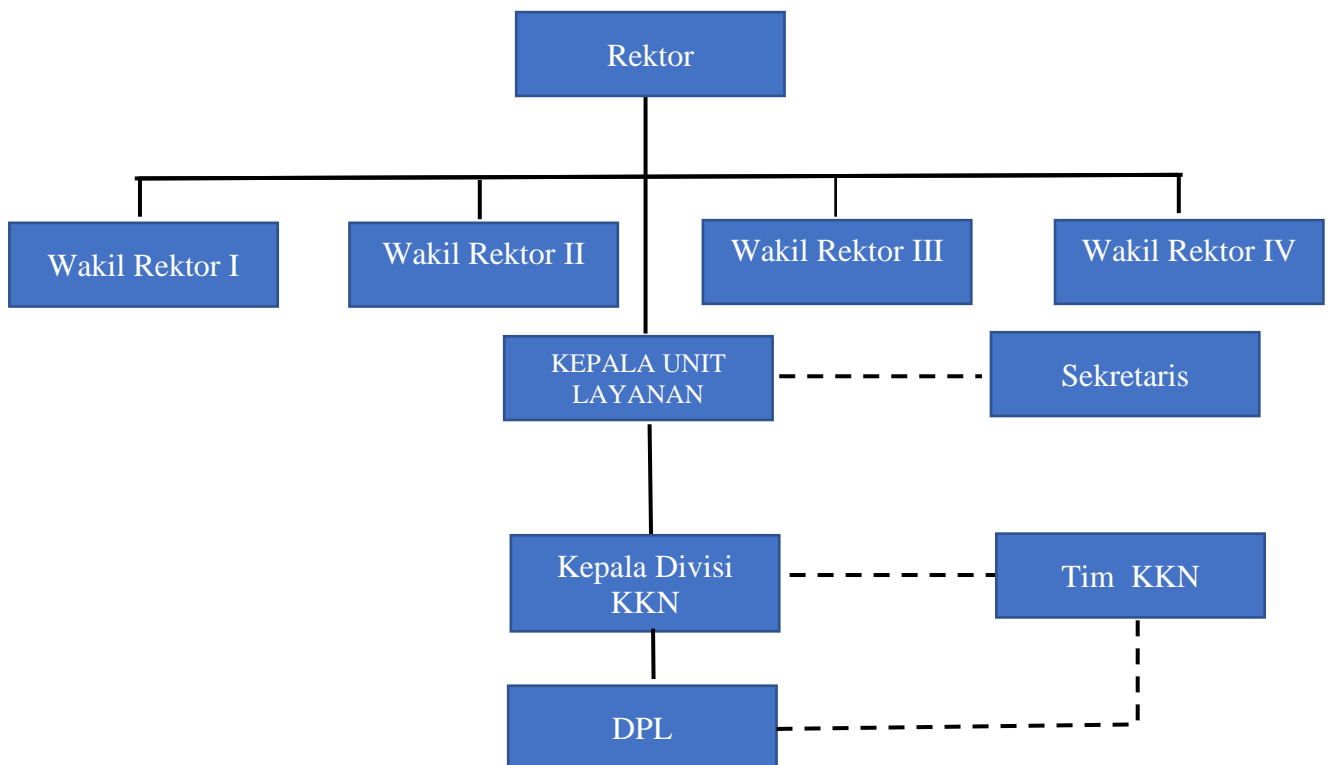 Rektor
Wakil Rektor I
Wakil Rektor II
Wakil Rektor III
Wakil Rektor IV
KEPALA UNIT
LAYANAN
Sekretaris
Kepala Divisi
KKN
Tim KKN
DPL